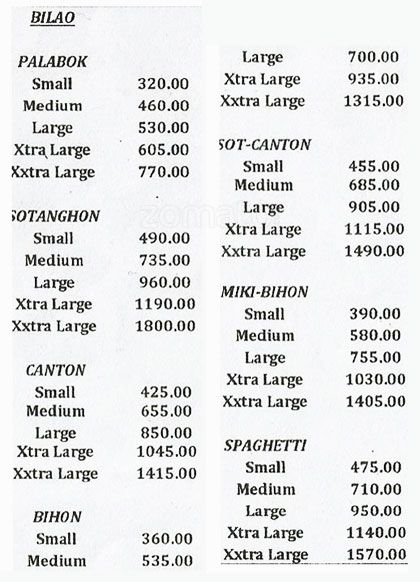 BILAO
PALABOK
Small 320.00
Medium 460.00
Large 530.00
Xtra Large 605.00
Xxtra Large 770.00
SOTANGHON
Small 490.00
Medium 735.00
Large 960.00
Xtra Large 1190.00
Xxtra Large 1800.00
CANTON
Small 425.00
Medium 655.00
Large 850.00
Xtra Large 1045.00
Xxtra Large 1415.00
BIHON
Small 360.00
Medium 535.00
Large 700.00
Xtra Large 935.00
Xxtra Large 1315.00
SOT-CANTON
Small 455.00
Medium 685.00
Large 905.00
Xtra Large 1115.00
Xxtra Large 1490.00
MIKI-BIHON
Small 390.00
Medium 580.00
Large 755.00
Xtra Large 1030.00
Xxtra Large 1405.00
SPAGHETTI
Small 475.00
Medium 710.00
Large 950.00
Xtra Large 1140.00
Xxtra Large 1570.00